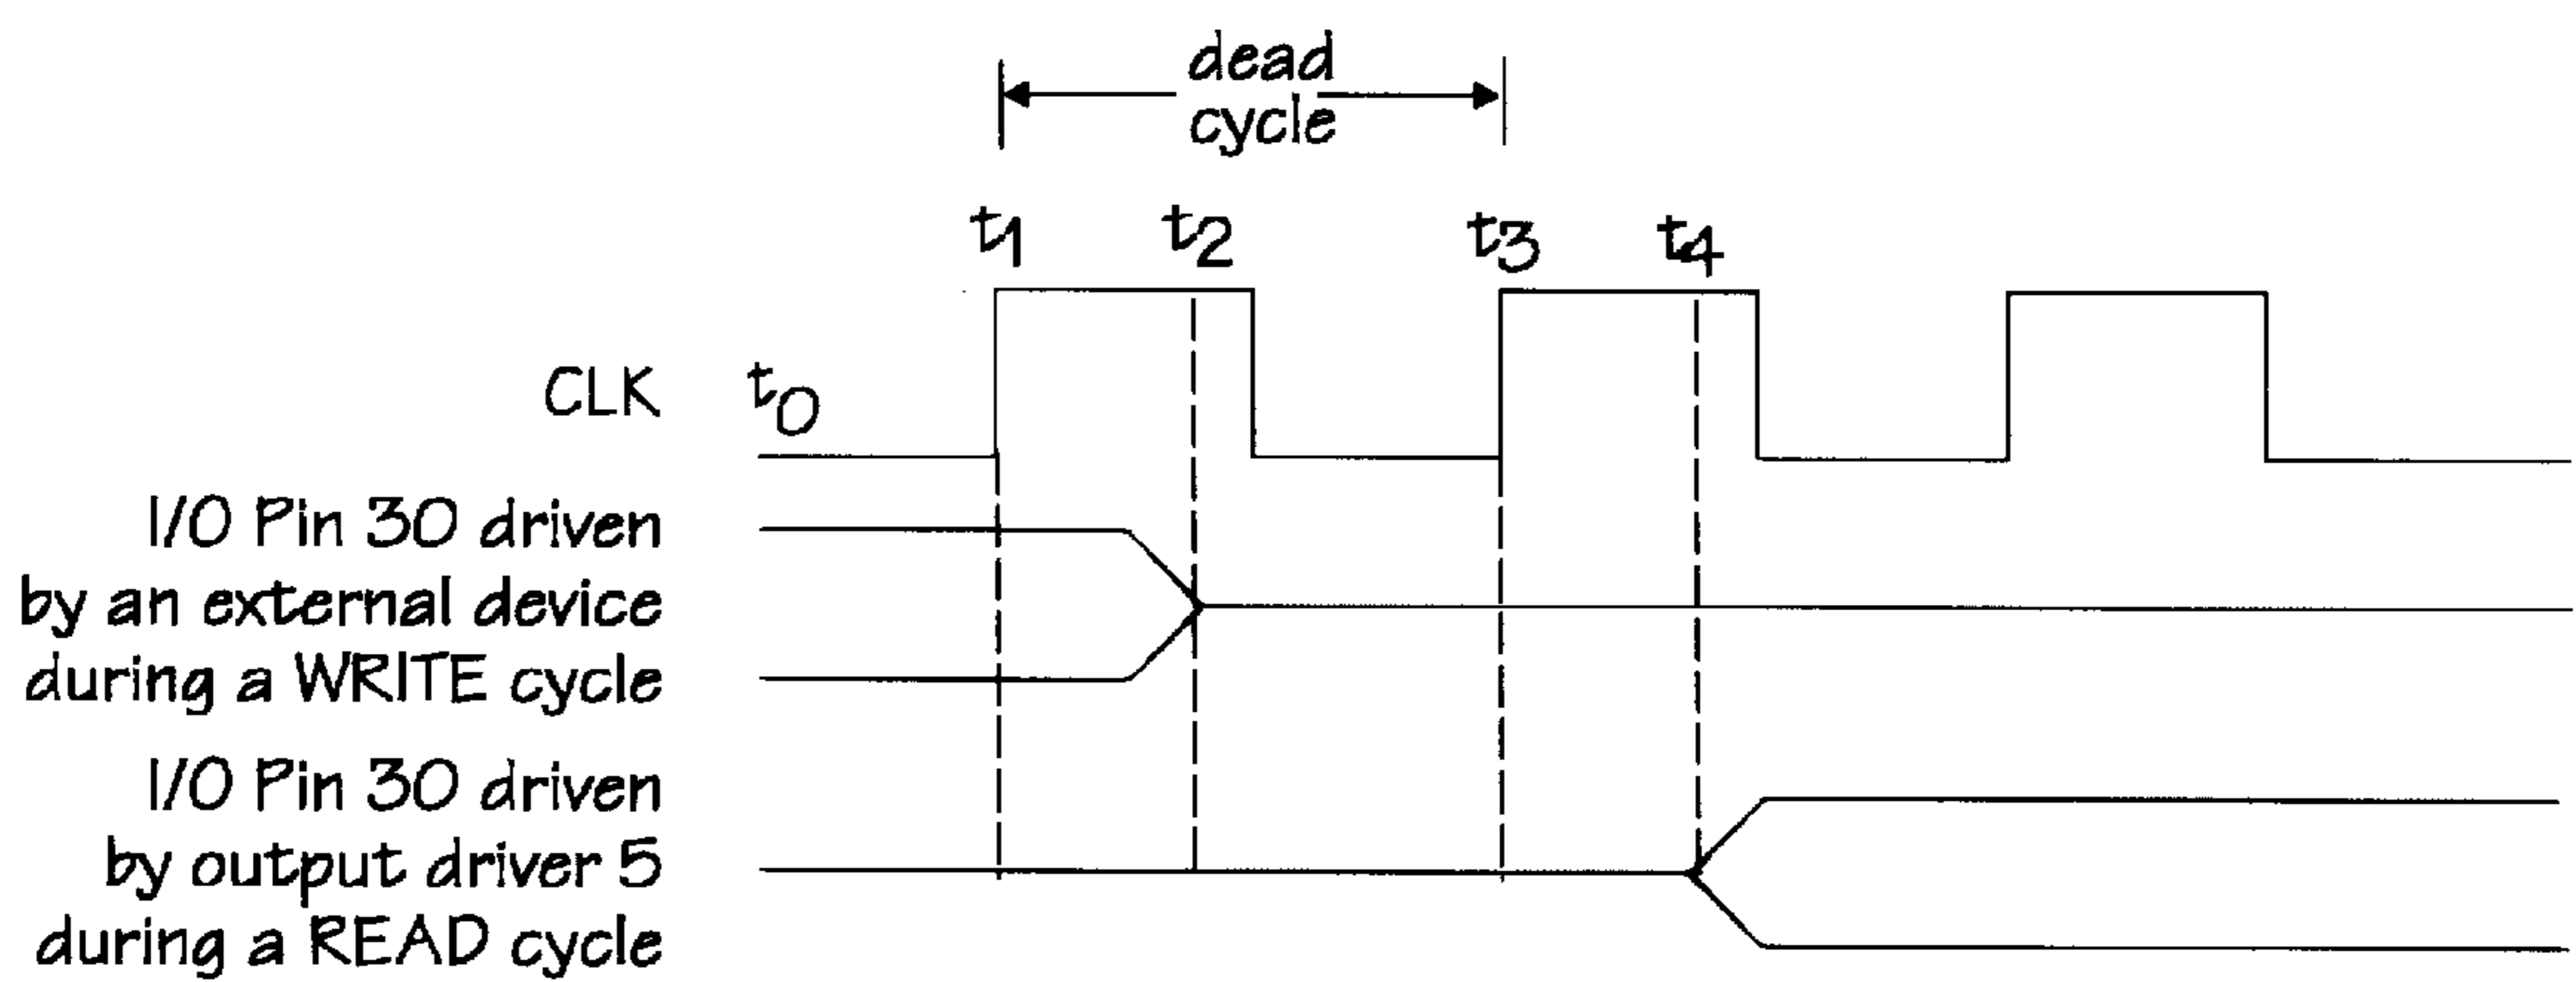 dead
cycle
t1 t2 t3 t4
CLK t0
I/O Pin 30 driven
by an external device
during a WRITE cycle
I/O Pin 30 driven
by output driver 5
during a READ cycle